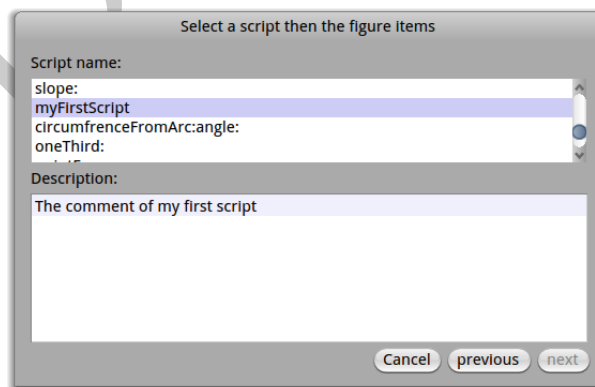 Select a script then the figure items
Script name:
slope:
myFirstScript
circumfrenceFromArc:angle:
oneThird:
Description:
The comment of my first script
Cancel previous next